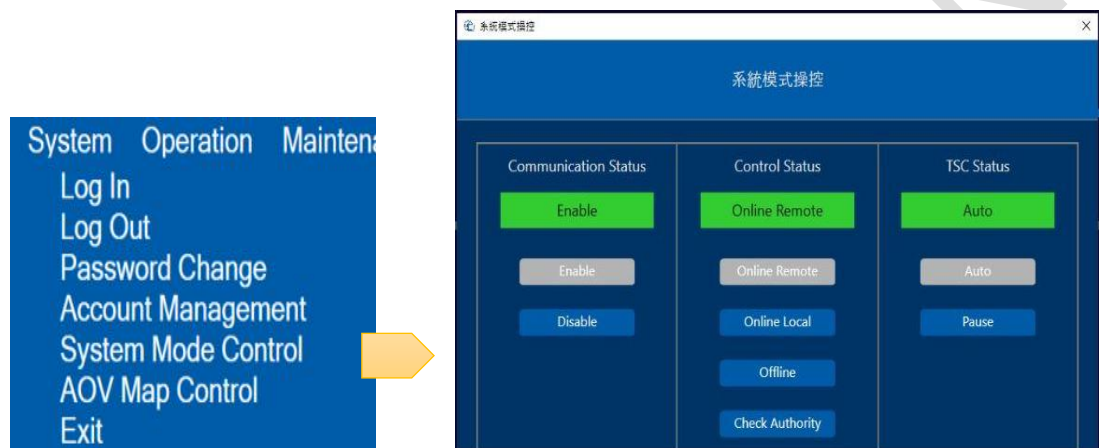 System Operation Maintena
Log In
Log Out
Password Change
Account Management
System Mode Control
AOV Map Control
Exit
系統模式操控
系統模式操控
Communication Status
Control Status
TSC Status
Enable
Online Remote
Auto
Enable
Online Remote
Auto
Disable
Online Local
Pause
Offline
Check Authority